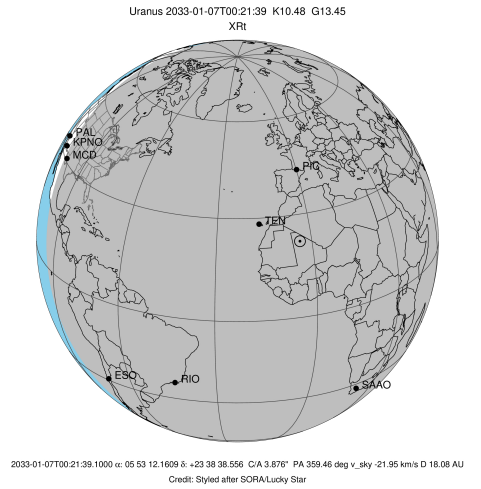 Uranus 2033-01-07T00:21:39 K10.48 G13.45
XRt
PAL
KPNO
MCD
PIC
TEN
ESO
RIO
SAAO
2033-01-07T00:21:39.1000 α: 05 53 12.1609 δ: +23 38 38.556 C/A 3.876" PA 359.46 deg v_sky -21.95 km/s D 18.08 AU
Credit: Styled after SORA/Lucky Star